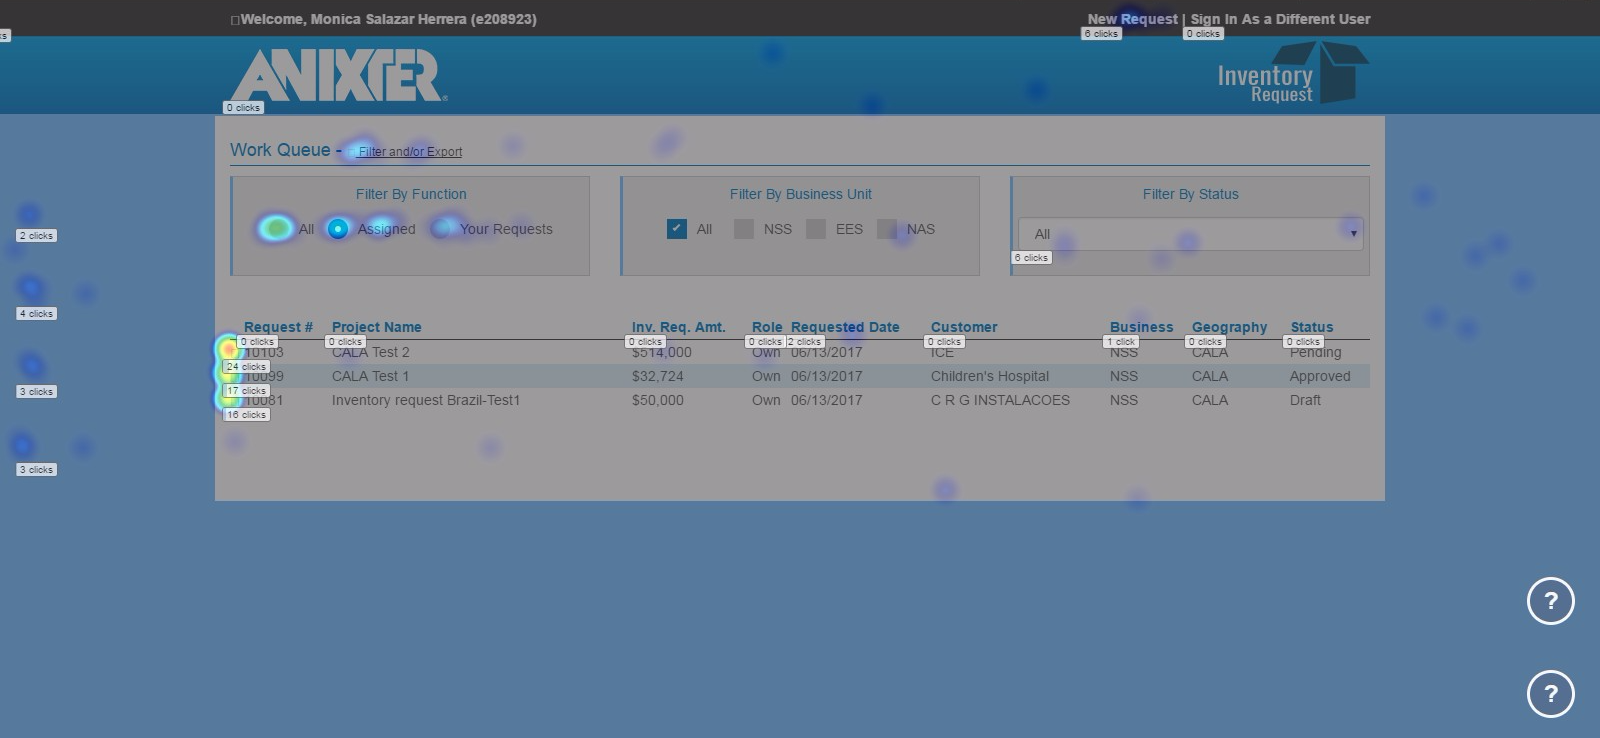 Welcome, Monica Salazar Herrera (e208923)
New Request | Sign In As a Different User
ks
6 clicks
0 clicks
ANIXTER®
Inventory
Request
0 clicks
Work Queue - Filter and/or Export
Filter By Function
Filter By Business Unit
Filter By Status
All Assigned Your Requests
All NSS EES NAS
All
2 clicks
6 clicks
4 clicks
Request # Project Name Inv. Req. Amt. Role Requested Date Customer Business Geography Status
0 clicks 0 clicks 0 clicks 0 clicks 2 clicks 0 clicks 1 click 0 clicks 0 clicks
10103 CALA Test 2 $514,000 Own 06/13/2017 ICE NSS CALA Pending
24 clicks
10099 CALA Test 1 $32,724 Own 06/13/2017 Children's Hospital NSS CALA Approved
17 clicks
3 clicks
10081 Inventory request Brazil-Test1 $50,000 Own 06/13/2017 C R G INSTALACOES NSS CALA Draft
16 clicks
3 clicks
?
?